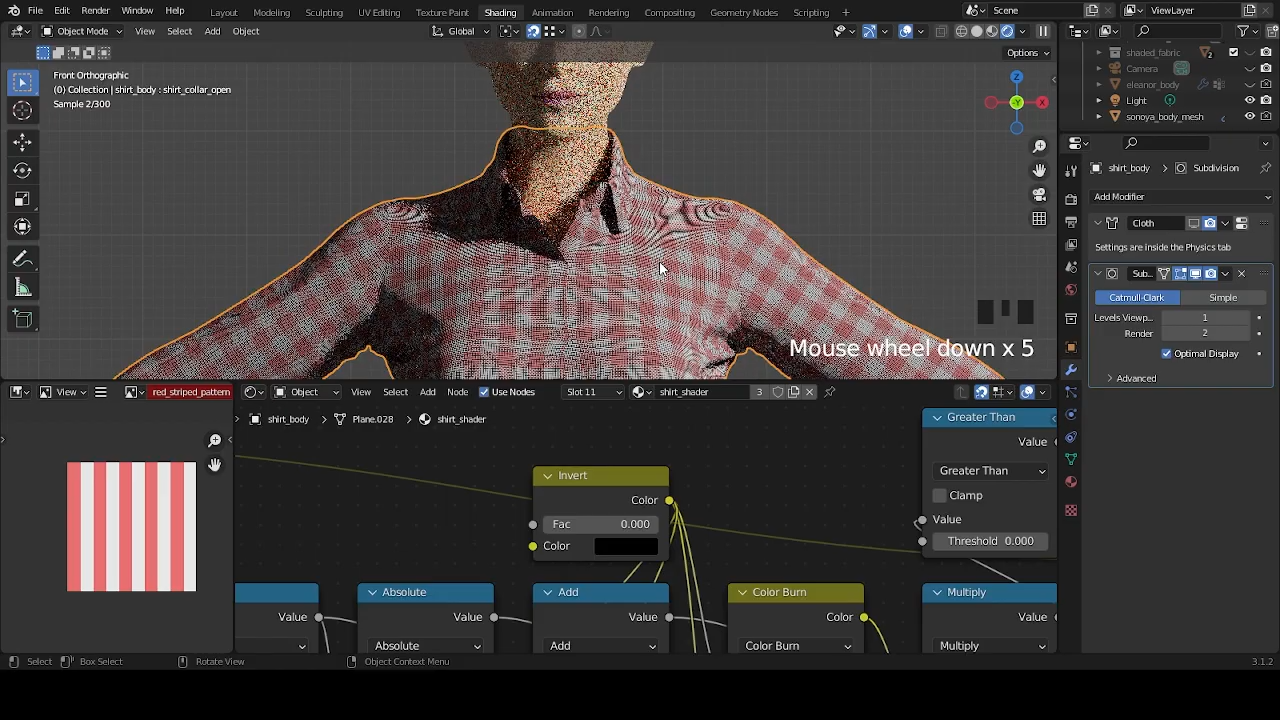 File Edit Render Window Help Layout Modeling Sculpting UV Editing Texture Paint Shading Animation Rendering Compositing Geometry Nodes Scripting + Scene ViewLayer
Object Mode View Select Add Object Global
Options
Front Orthographic
(0) Collection | shirt_body : shirt_collar_open
Sample 2/300
Z
X
-Y
Mouse wheel down x 5
shaded_fabric 2
Camera
eleanor_body
Light
sonoya_body_mesh
shirt_body Subdivision
Add Modifier
Cloth
Settings are inside the Physics tab
Sub..
Catmull-Clark Simple
Levels Viewp... 1
Render 2
Optimal Display
Advanced
View red_striped_pattern Object View Select Add Node Use Nodes Slot 11 shirt_shader 3
shirt_body Plane.028 shirt_shader
Greater Than
Value
Greater Than
Clamp
Value
Threshold 0.000
Invert
Color
Fac 0.000
Color
Value
Absolute
Value
Absolute
Add
Value
Add
Color Burn
Color
Color Burn
Multiply
Value
Multiply
Select Box Select Rotate View Object Context Menu 3.1.2